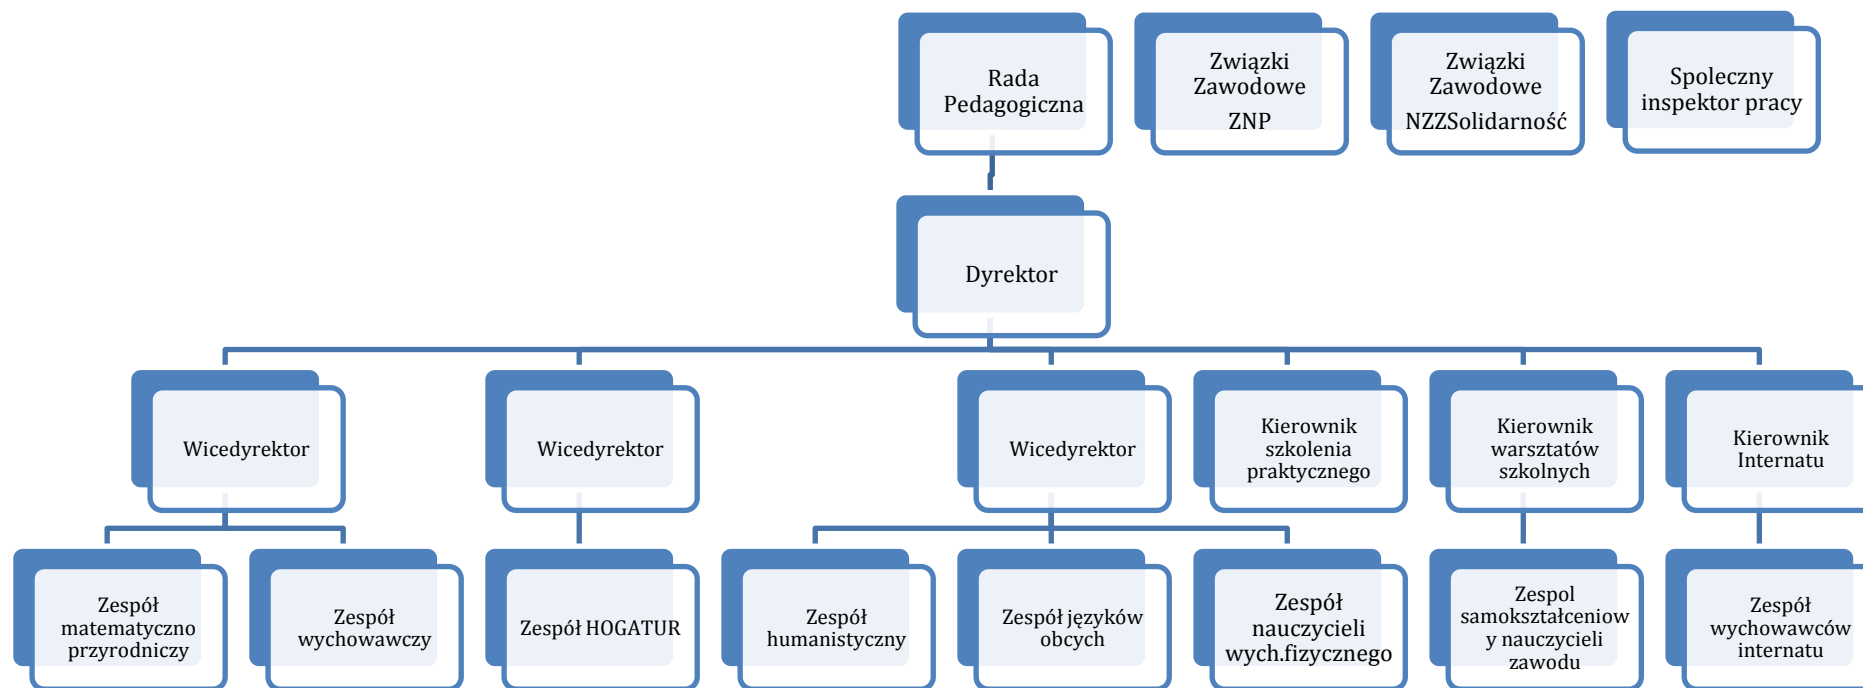 Rada
Pedagogiczna
Związki
Zawodowe
ZNP
Związki
Zawodowe
NZZSolidarność
Spoleczny
inspektor pracy
Dyrektor
Wicedyrektor
Wicedyrektor
Wicedyrektor
Kierownik
szkolenia
praktycznego
Kierownik
warsztatów
szkolnych
Kierownik
Internatu
Zespół
matematyczno
przyrodniczy
Zespół
wychowawczy
Zespół HOGATUR
Zespół
humanistyczny
Zespół języków
obcych
Zespół
nauczycieli
wych.fizycznego
Zespol
samokształceniow
y nauczycieli
zawodu
Zespół
wychowawców
internatu